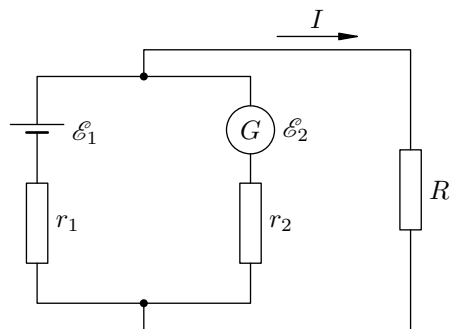 I
ℰ₁
G
ℰ₂
r₁
r₂
R